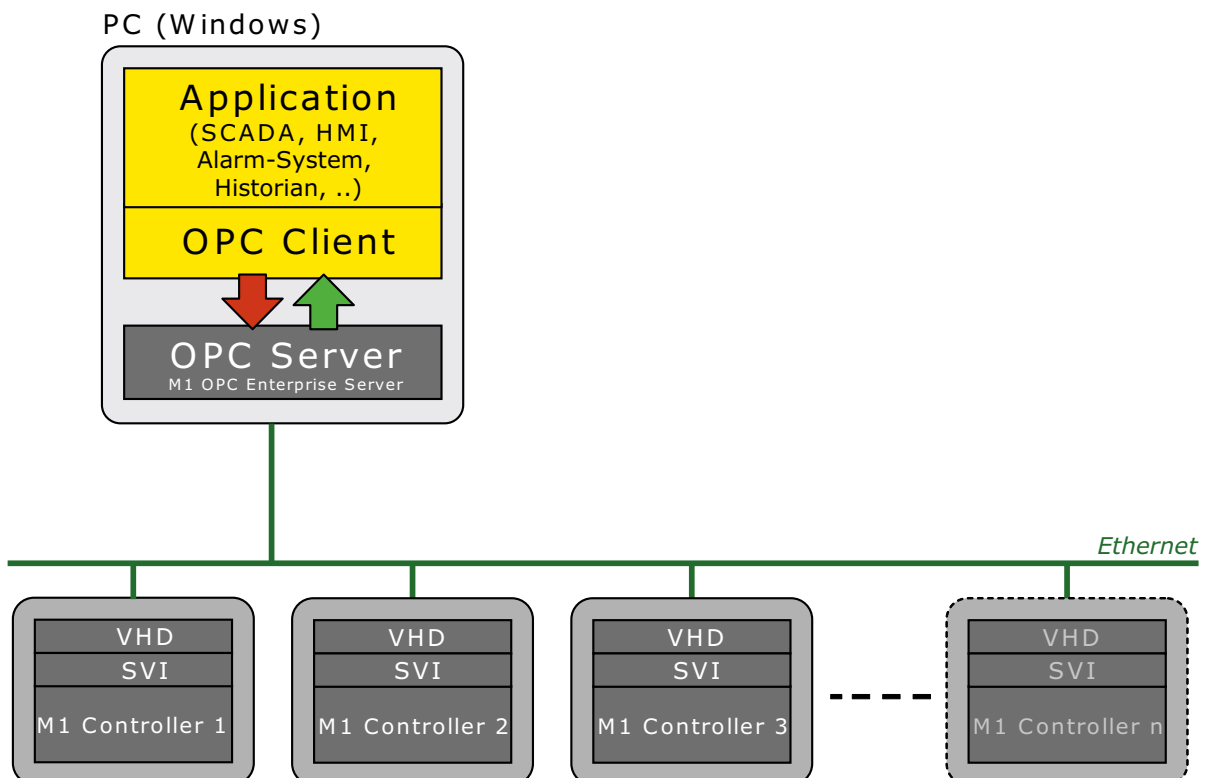 PC (Windows)
Application
(SCADA, HMI,
Alarm-System,
Historian, ..)
OPC Client
OPC Server
M1 OPC Enterprise Server
Ethernet
VHD
SVI
M1 Controller 1
VHD
SVI
M1 Controller 2
VHD
SVI
M1 Controller 3
VHD
SVI
M1 Controller n